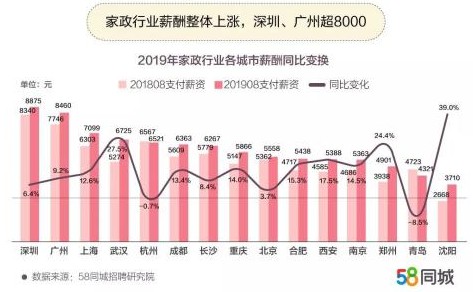 家政行业薪酬整体上涨，深圳、广州超8000
2019年家政行业各城市薪酬同比变换
单位：元
201808支付薪资 201908支付薪资 同比变化
8340 8875 6.4%
7746 8460 9.2%
6303 7099 12.6%
5274 6725 27.5%
6567 6521 -0.7%
5609 6363 13.4%
5779 6267 8.4%
5147 5866 14.0%
5362 5558 3.7%
4717 5438 15.3%
4585 5388 17.5%
4686 5363 14.5%
3938 4901 24.4%
4723 4321 -8.5%
2668 3710 39.0%
深圳 广州 上海 武汉 杭州 成都 长沙 重庆 北京 合肥 西安 南京 郑州 青岛 沈阳
数据来源：58同城招聘研究院
58同城